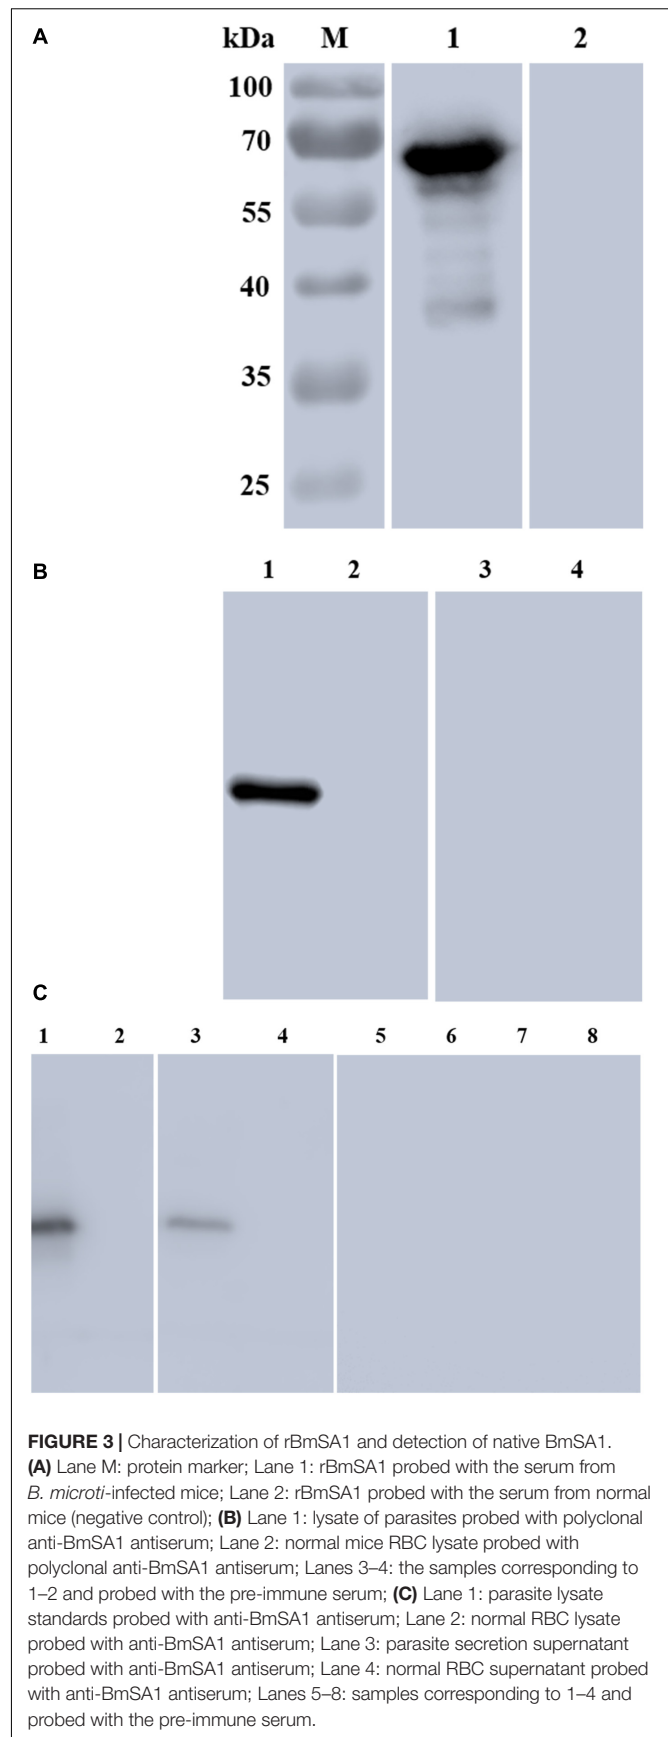 A
kDa M 1 2
100
70
55
40
35
25
B
1 2 3 4
C
1 2 3 4 5 6 7 8
FIGURE 3 | Characterization of rBmSA1 and detection of native BmSA1.
(A) Lane M: protein marker; Lane 1: rBmSA1 probed with the serum from
B. microti-infected mice; Lane 2: rBmSA1 probed with the serum from normal
mice (negative control); (B) Lane 1: lysate of parasites probed with polyclonal
anti-BmSA1 antiserum; Lane 2: normal mice RBC lysate probed with
polyclonal anti-BmSA1 antiserum; Lanes 3–4: the samples corresponding to
1–2 and probed with the pre-immune serum; (C) Lane 1: parasite lysate
standards probed with anti-BmSA1 antiserum; Lane 2: normal RBC lysate
probed with anti-BmSA1 antiserum; Lane 3: parasite secretion supernatant
probed with anti-BmSA1 antiserum; Lane 4: normal RBC supernatant probed
with anti-BmSA1 antiserum; Lanes 5–8: samples corresponding to 1–4 and
probed with the pre-immune serum.